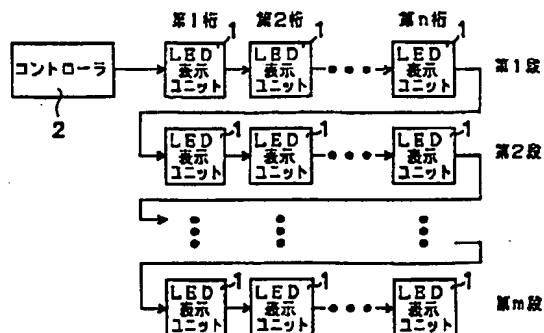 第1桁 第2桁 第n桁
1 1 1
コントローラ
2
LED
表示
ユニット
LED
表示
ユニット
LED
表示
ユニット
第1段
1 1 1
LED
表示
ユニット
LED
表示
ユニット
LED
表示
ユニット
第2段
1 1 1
LED
表示
ユニット
LED
表示
ユニット
LED
表示
ユニット
第m段